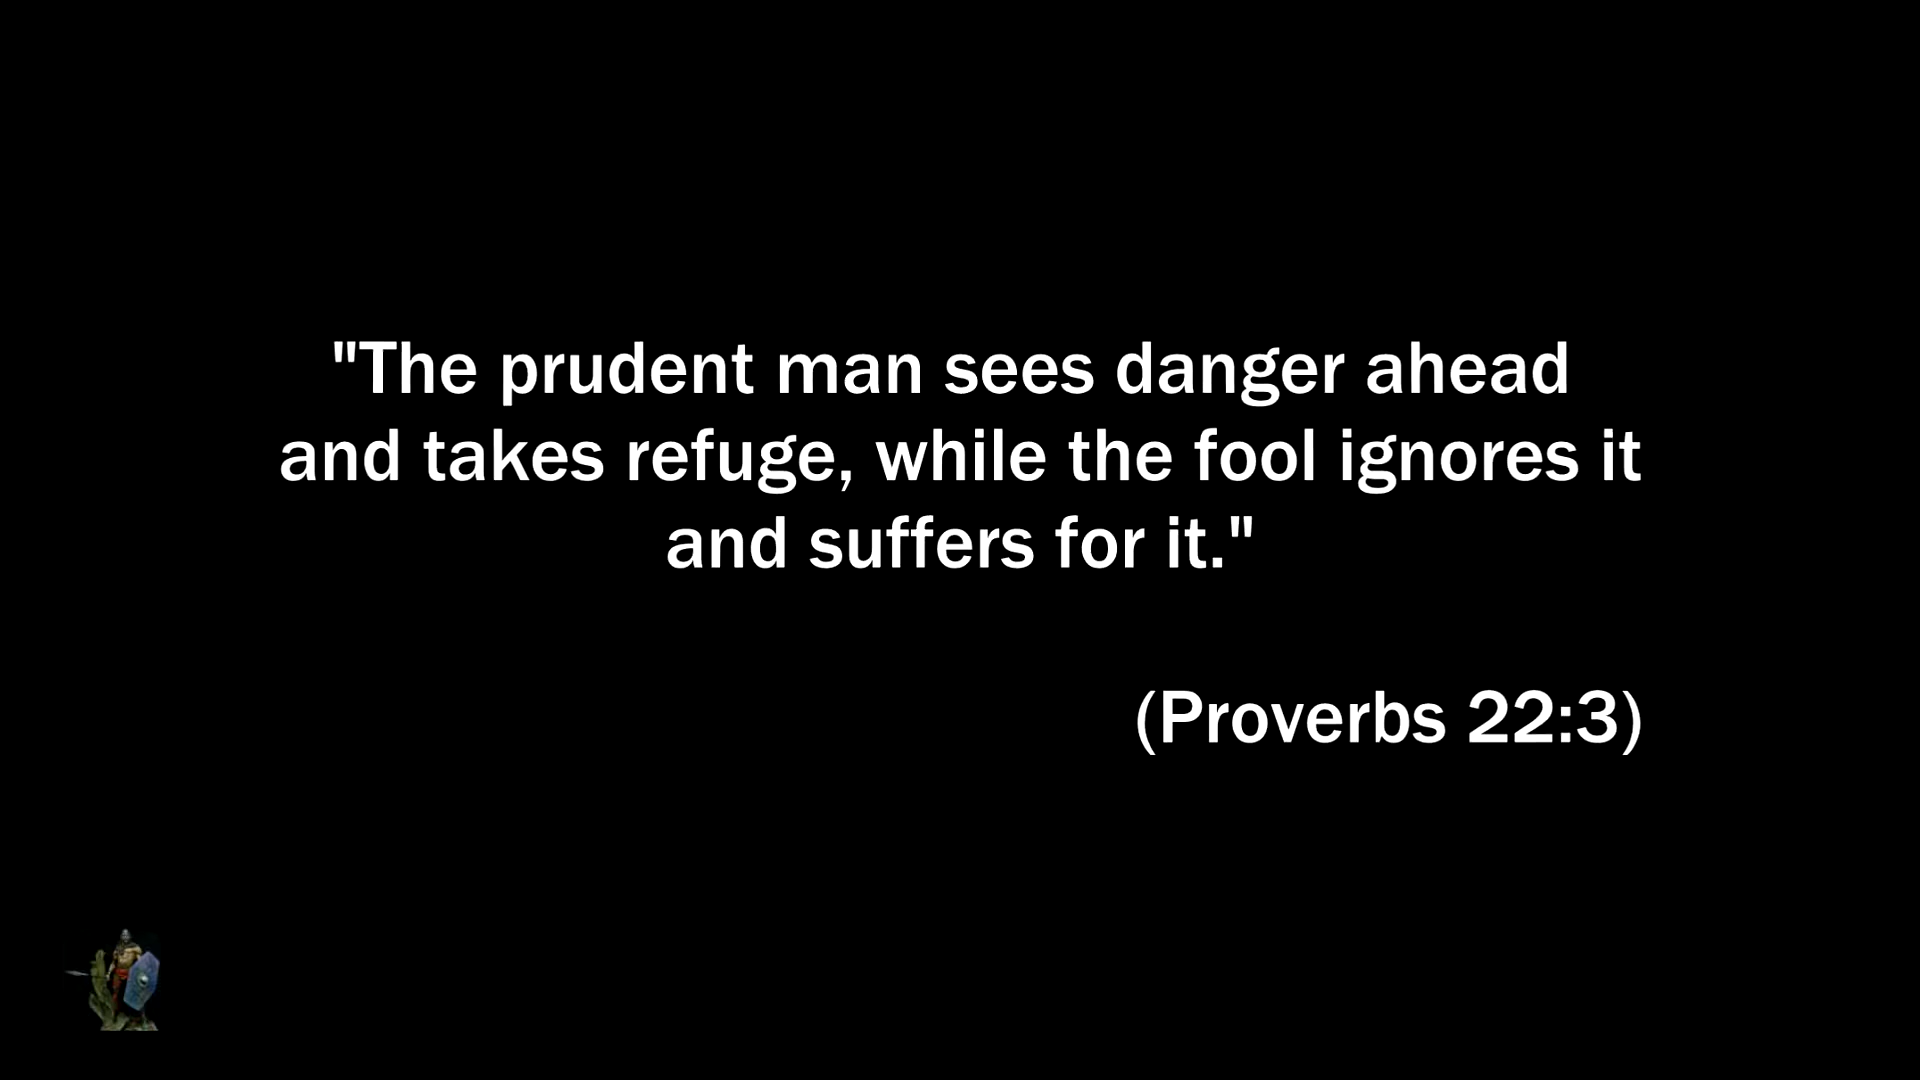 "The prudent man sees danger ahead
and takes refuge, while the fool ignores it
and suffers for it."
(Proverbs 22:3)